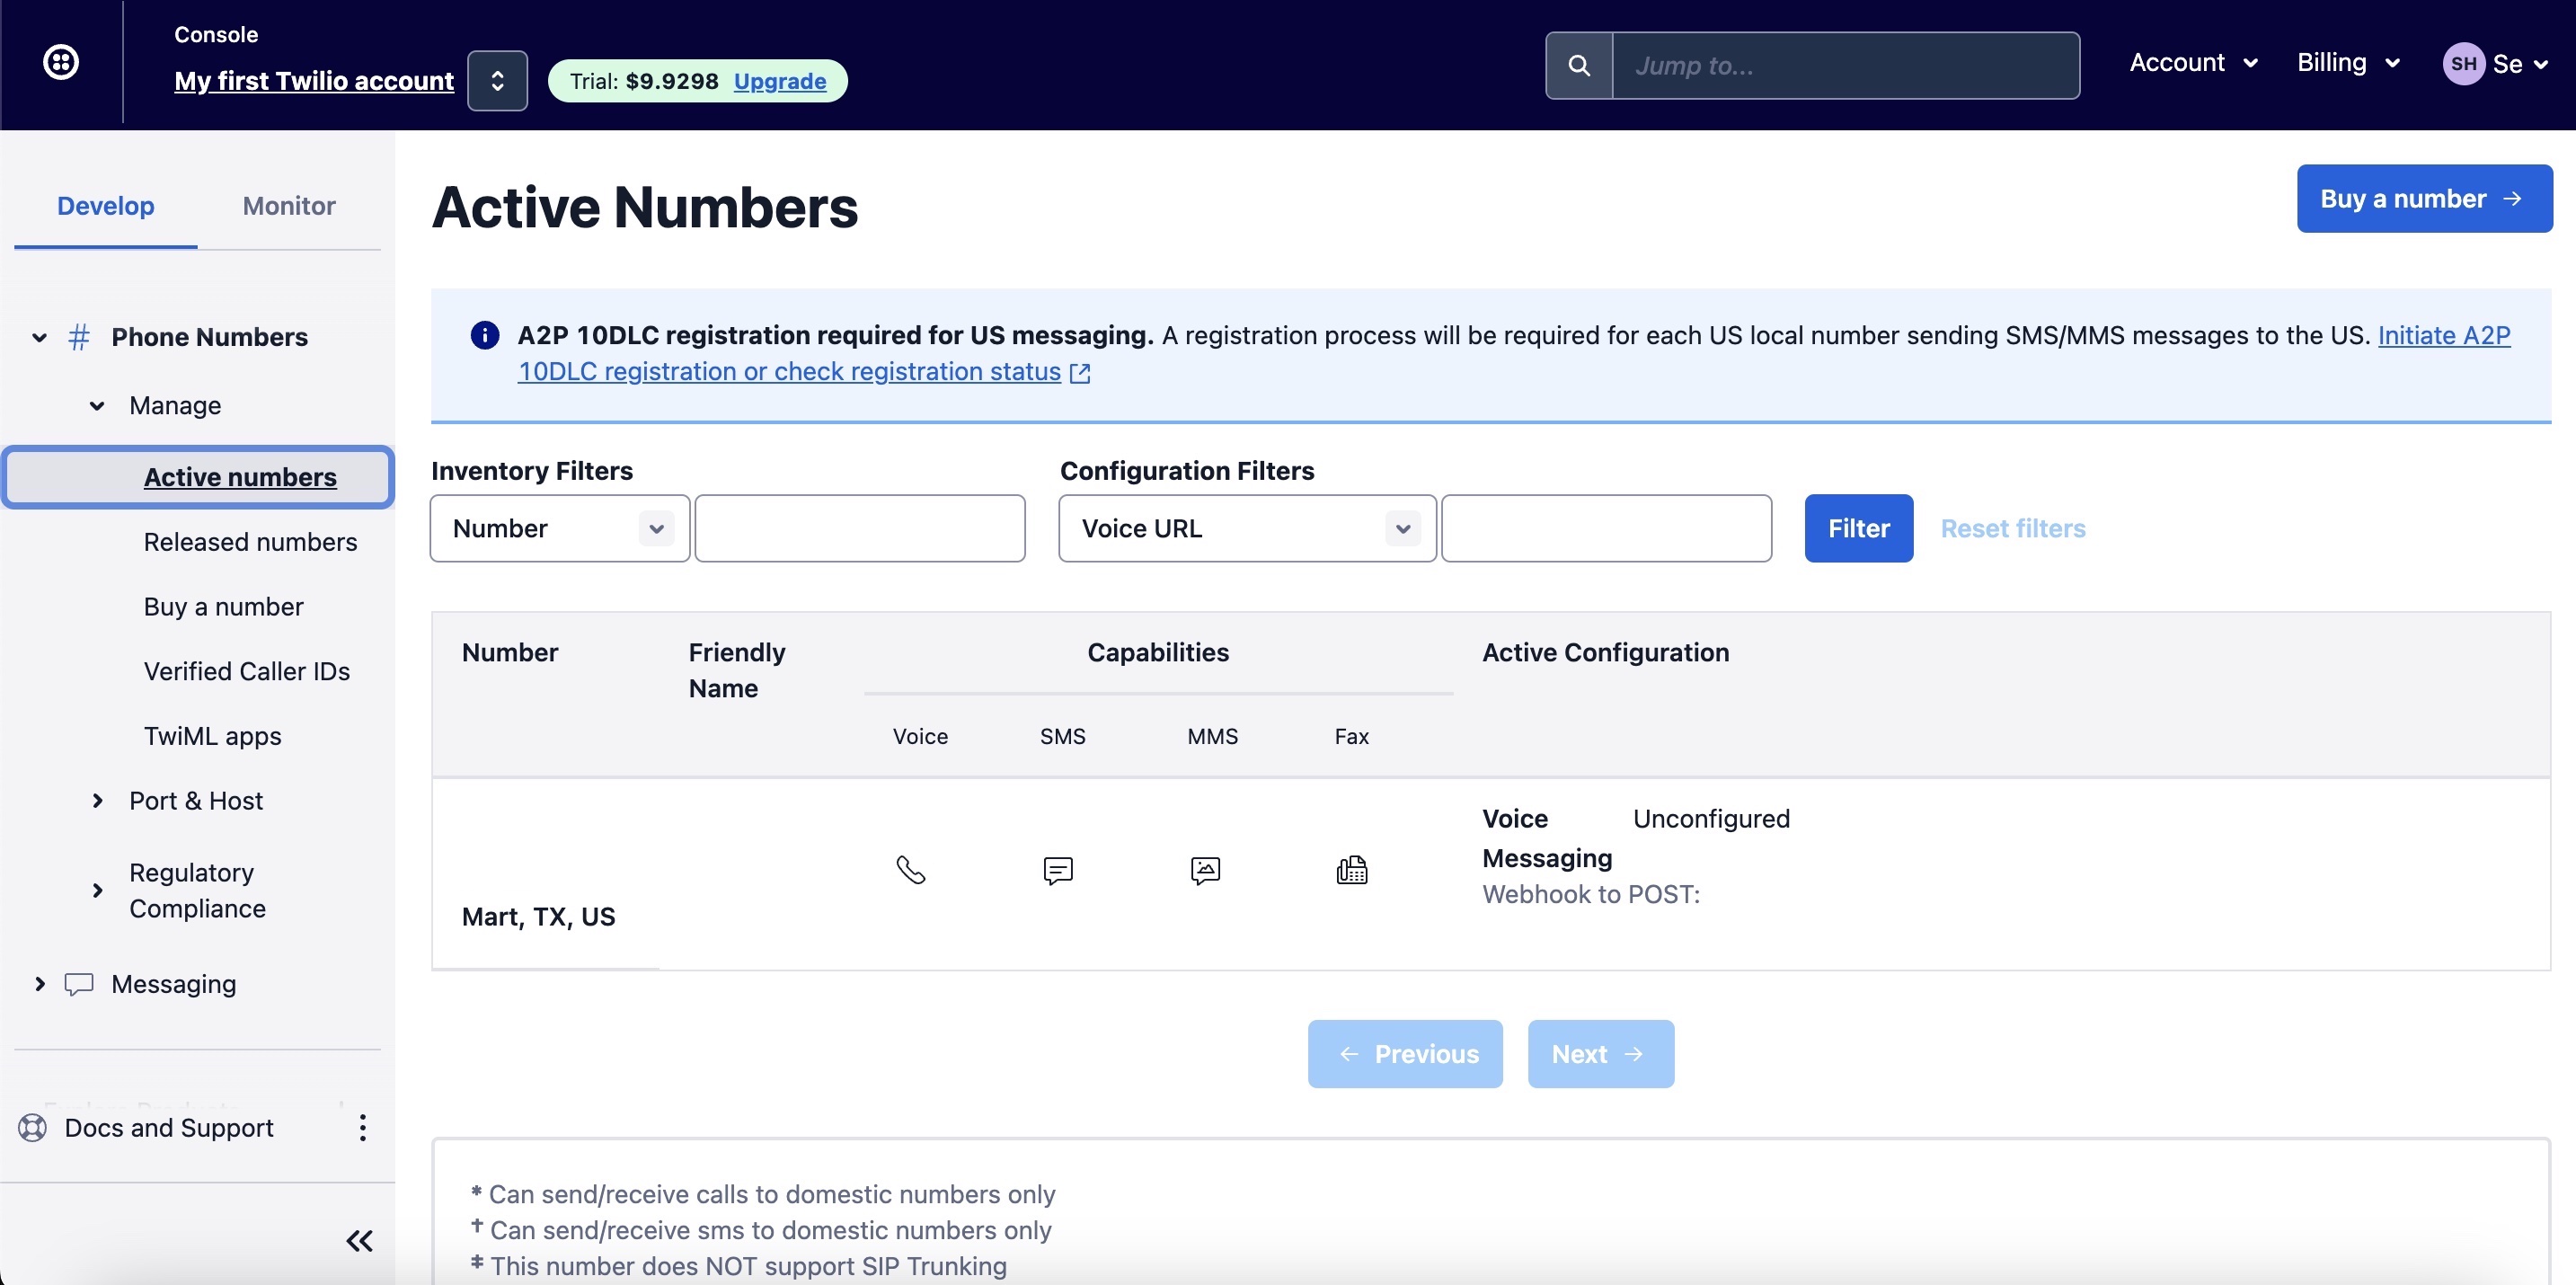 Console
My first Twilio account
Trial: $9.9298 Upgrade
Jump to...
Account
Billing
SH Se
Develop
Monitor
Phone Numbers
Manage
Active numbers
Released numbers
Buy a number
Verified Caller IDs
TwiML apps
Port & Host
Regulatory
Compliance
Messaging
Docs and Support
Active Numbers
Buy a number
A2P 10DLC registration required for US messaging. A registration process will be required for each US local number sending SMS/MMS messages to the US. Initiate A2P
10DLC registration or check registration status
Inventory Filters
Configuration Filters
Number
Voice URL
Filter
Reset filters
Number
Friendly
Name
Capabilities
Active Configuration
Voice
SMS
MMS
Fax
Mart, TX, US
Voice Unconfigured
Messaging
Webhook to POST:
Previous
Next
* Can send/receive calls to domestic numbers only
† Can send/receive sms to domestic numbers only
‡ This number does NOT support SIP Trunking